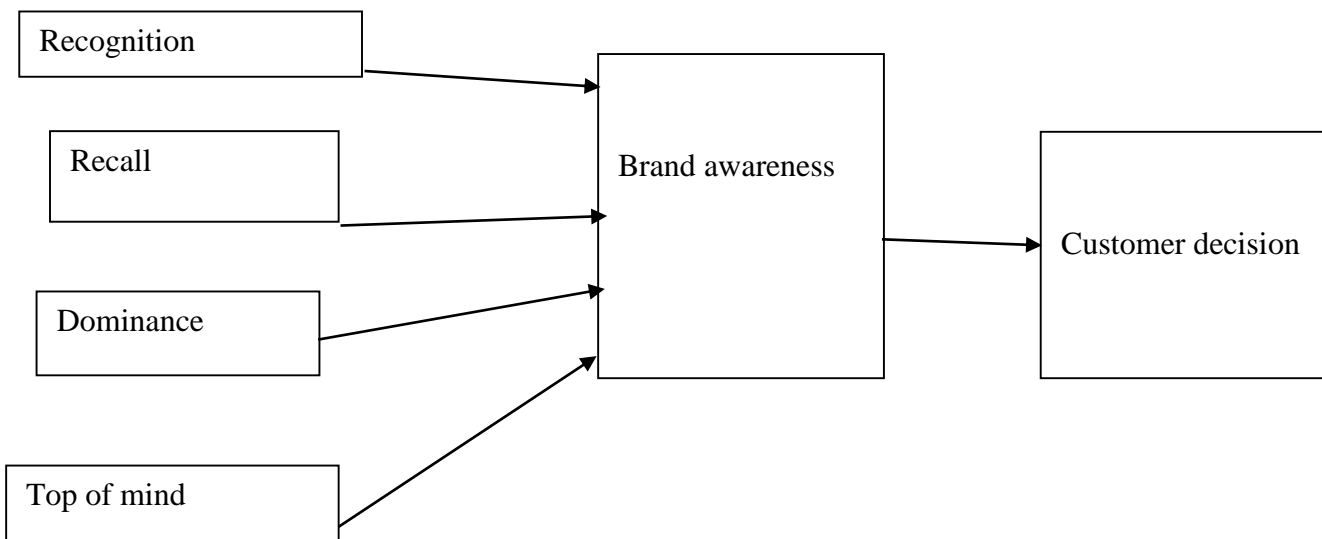 Recognition
Recall
Dominance
Top of mind
Brand awareness
Customer decision